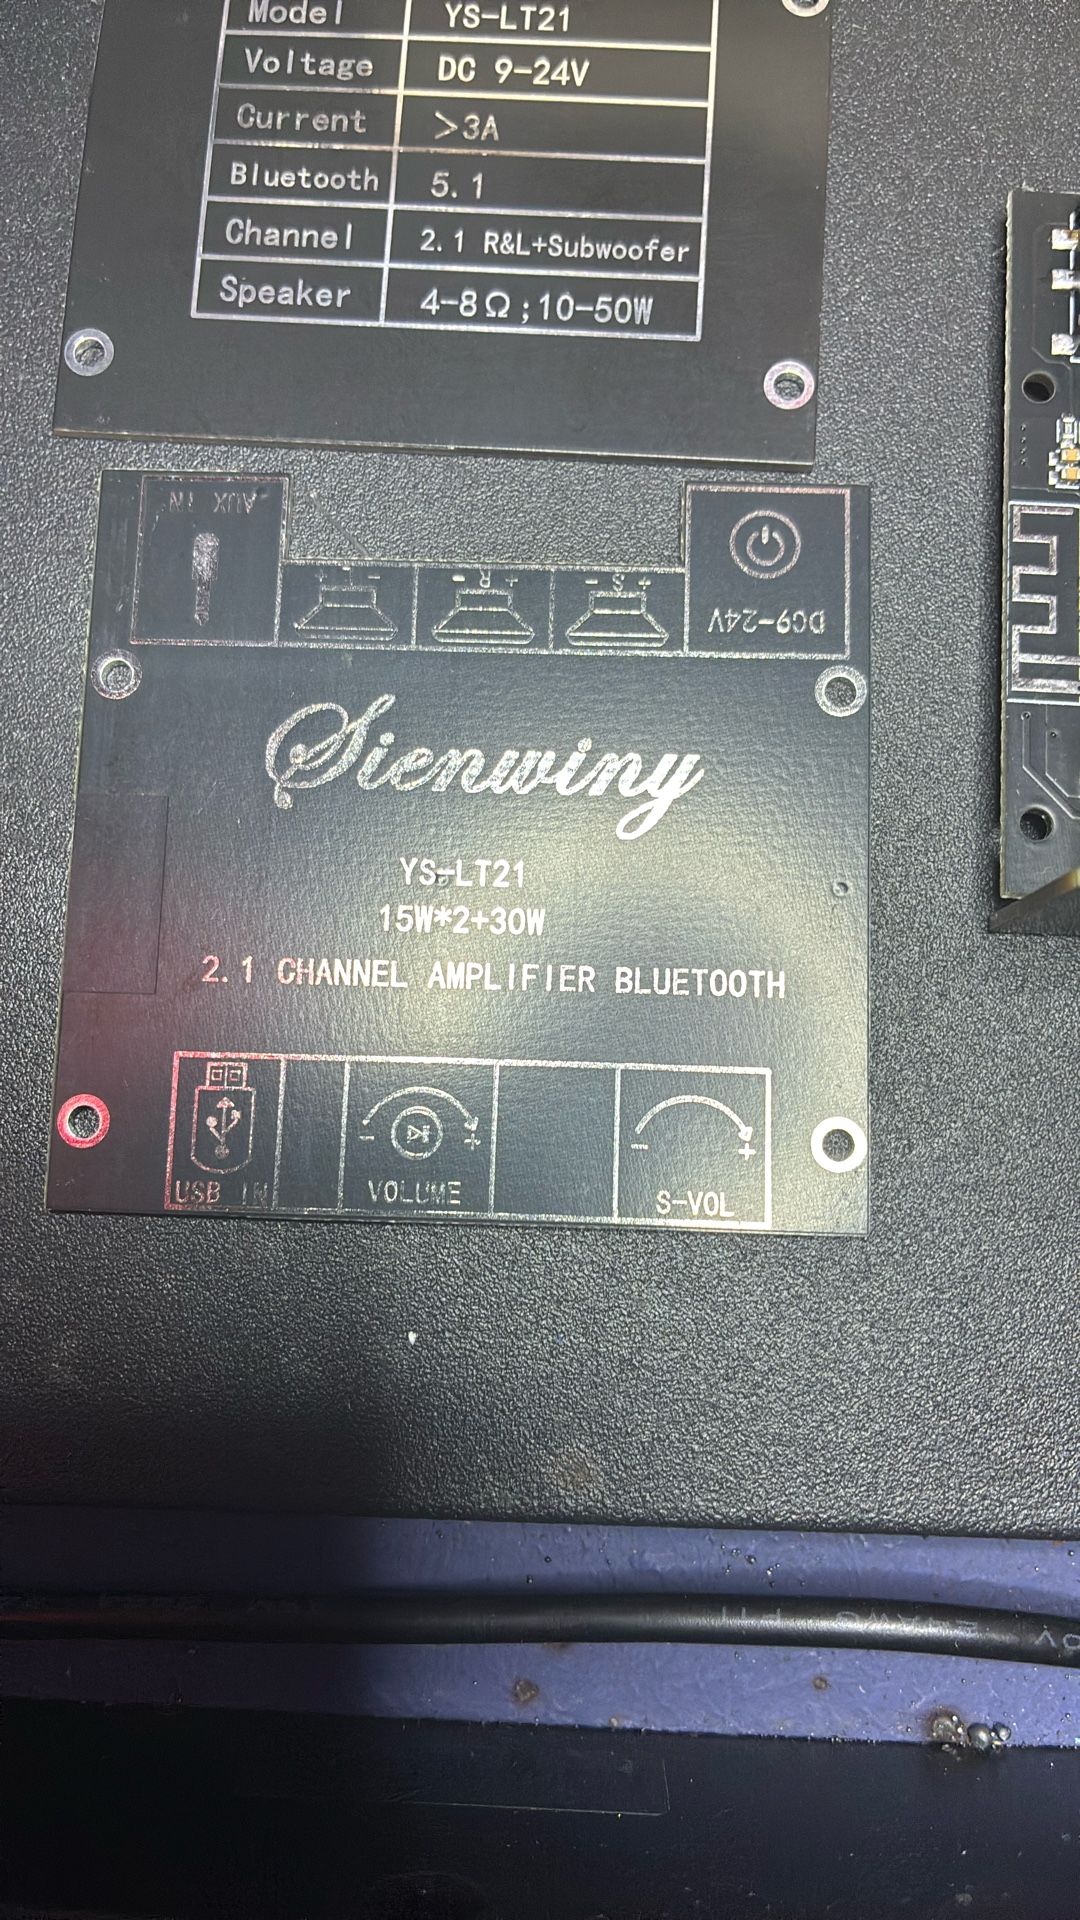 Model YS-LT21
Voltage DC 9-24V
Current >3A
Bluetooth 5.1
Channel 2.1 R&L+Subwoofer
Speaker 4-8Ω;10-50W
AUX IN
- L +
- R +
- S +
DC9-24V
Sienwiny
YS-LT21
15W*2+30W
2.1 CHANNEL AMPLIFIER BLUETOOTH
- +
- +
USB IN VOLUME S-VOL
24AWG